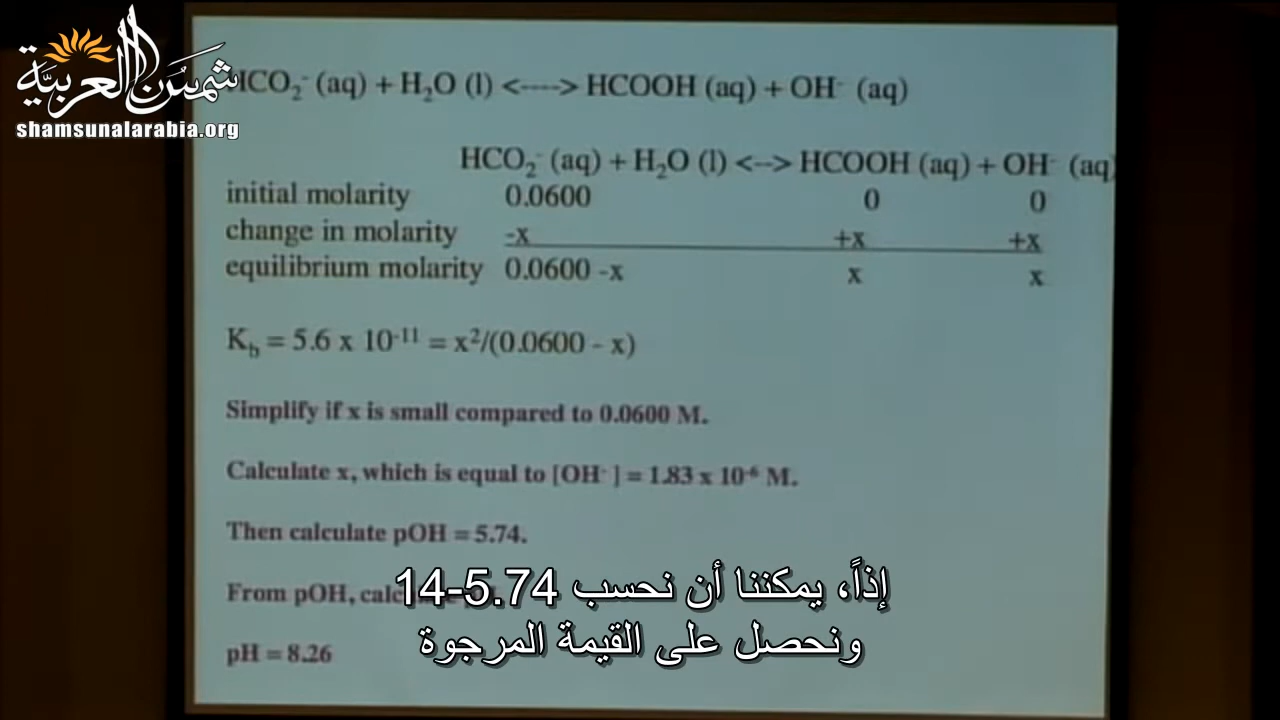 شمس العربية
shamsunalarabia.org
HCO₂⁻ (aq) + H₂O (l) <----> HCOOH (aq) + OH⁻ (aq)
HCO₂⁻ (aq) + H₂O (l) <--> HCOOH (aq) + OH⁻ (aq)
initial molarity 0.0600 0 0
change in molarity -x +x +x
equilibrium molarity 0.0600 -x x x
K_b = 5.6 x 10⁻¹¹ = x²/(0.0600 - x)
Simplify if x is small compared to 0.0600 M.
Calculate x, which is equal to [OH⁻] = 1.83 x 10⁻⁶ M.
Then calculate pOH = 5.74.
From pOH,
pH = 8.26
إذاً، يمكننا أن نحسب 5.74-14
ونحصل على القيمة المرجوة